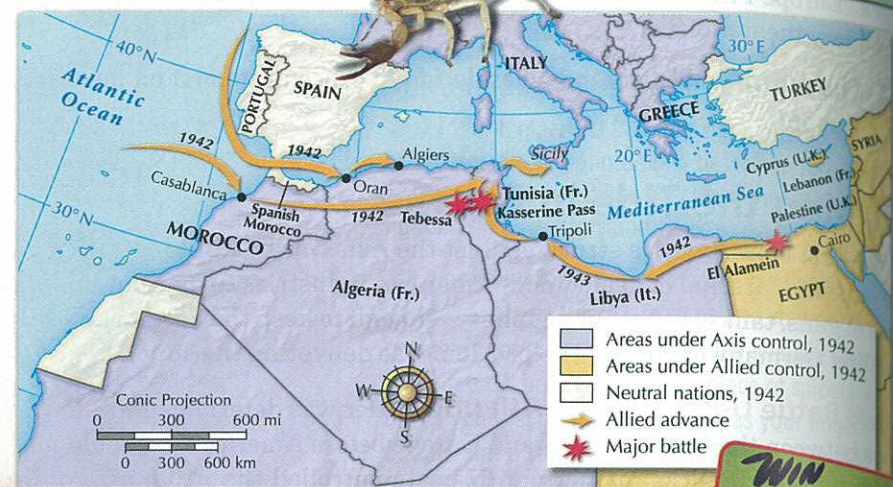 40°N
30°E
Atlantic
Ocean
PORTUGAL
SPAIN
ITALY
GREECE
TURKEY
1942
1942
Algiers
Sicily
20°E
Cyprus (U.K.)
SYRIA
Lebanon (Fr.)
Palestine (U.K.)
Casablanca
Oran
Spanish
Morocco
1942
Tebessa
Tunisia (Fr.)
Kasserine Pass
Mediterranean Sea
30°N
MOROCCO
Tripoli
1942
Cairo
El Alamein
1943
Algeria (Fr.)
Libya (It.)
EGYPT
N
W
E
S
Conic Projection
0 300 600 mi
0 300 600 km
Areas under Axis control, 1942
Areas under Allied control, 1942
Neutral nations, 1942
Allied advance
Major battle
WIN